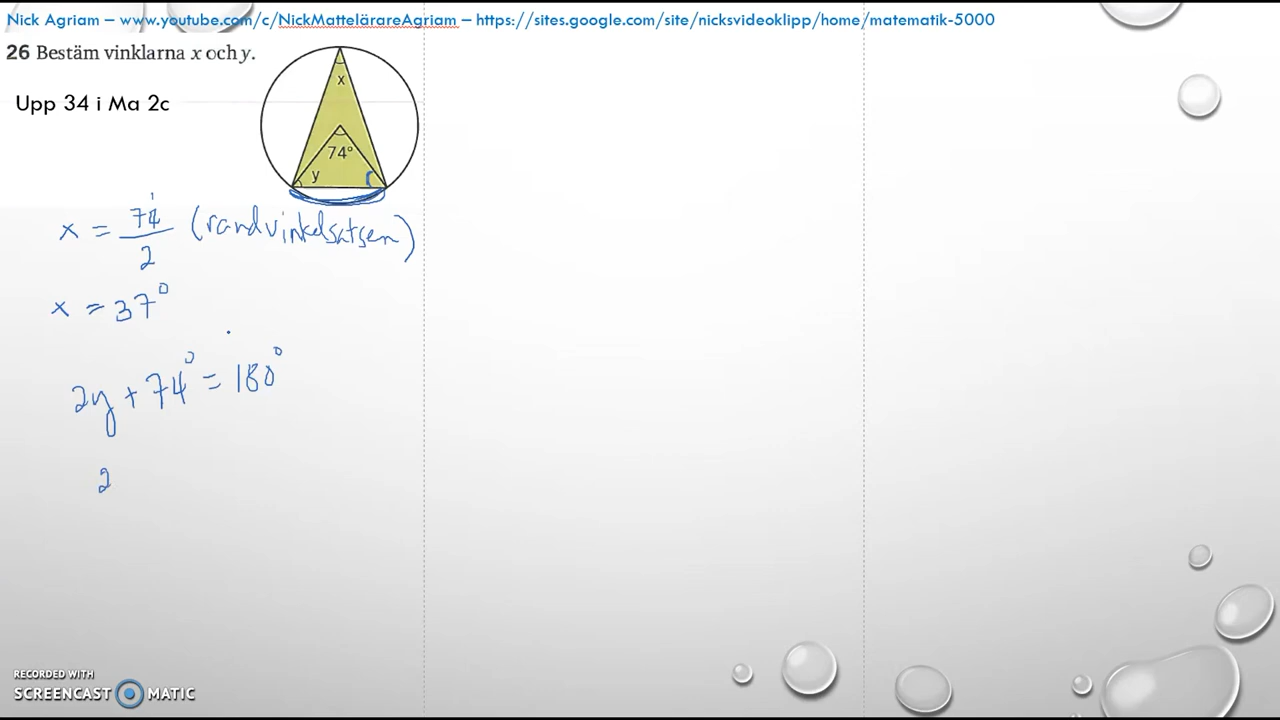 Nick Agriam – www.youtube.com/c/NickMattelärareAgriam – https://sites.google.com/site/nicksvideoklipp/home/matematik-5000
26 Bestäm vinklarna x och y.
Upp 34 i Ma 2c
x
74°
y
x = 74/2 (randvinkelsatsen)
x = 37°
2y + 74° = 180°
2
RECORDED WITH
SCREENCAST MATIC